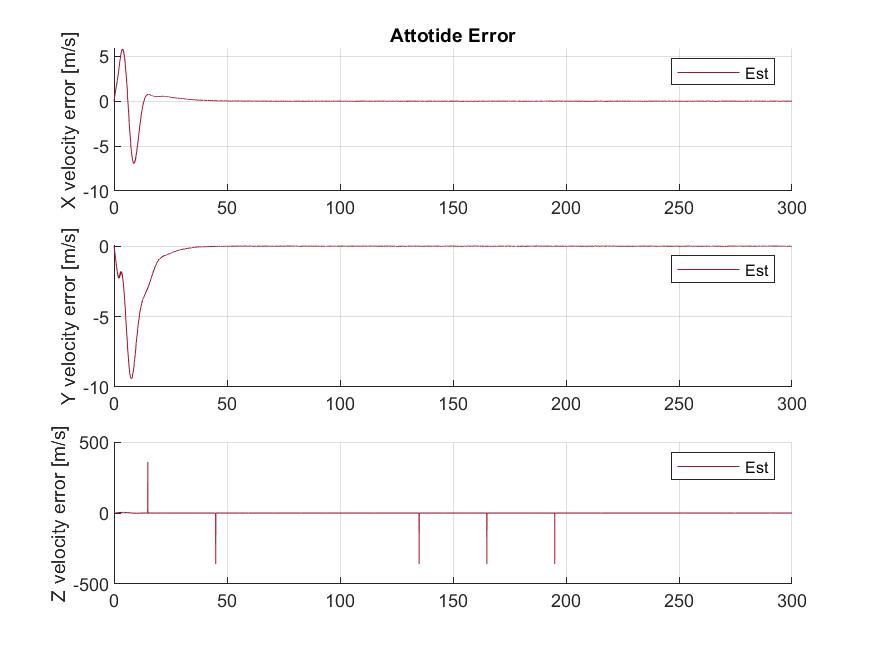 Attotide Error
X velocity error [m/s]
5
0
-5
-10
Est
0 50 100 150 200 250 300
Y velocity error [m/s]
0
-5
-10
Est
0 50 100 150 200 250 300
Z velocity error [m/s]
500
0
-500
Est
0 50 100 150 200 250 300